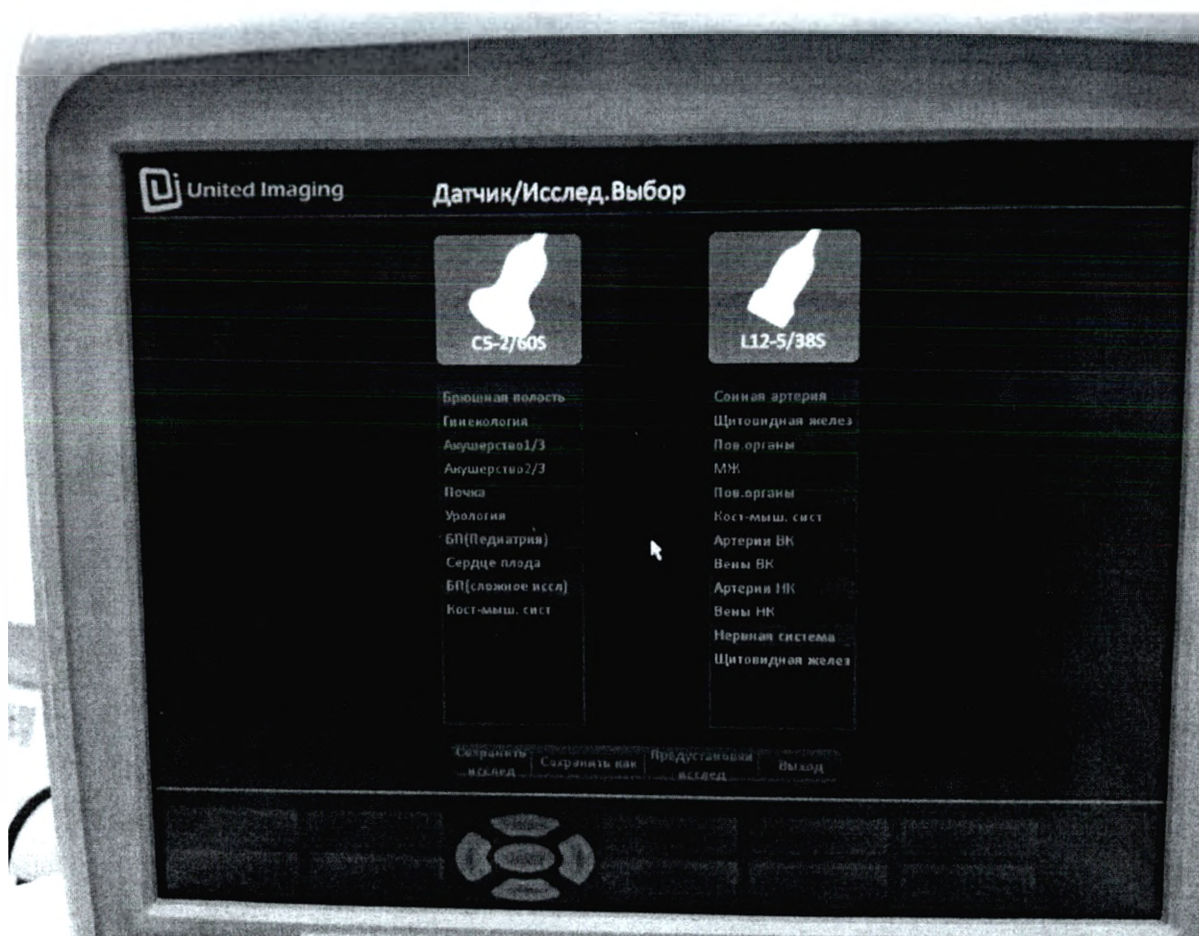 United Imaging
Датчик/Исслед.Выбор
C5-2/60S
Брюшная полость
Гинекология
Акушерство1/3
Акушерство2/3
Почка
Урология
БП(Педиатрия)
Сердце плода
БП(сложное иссл)
Кост-мыш. сист
L12-5/38S
Сонная артерия
Щитовидная желез
Пов.органы
МЖ
Пов.органы
Кост-мыш. сист
Артерии ВК
Вены ВК
Артерии НК
Вены НК
Нервная система
Щитовидная желез
Сохранить
исслед
Сохранить как
Предустановки
исслед
Выход